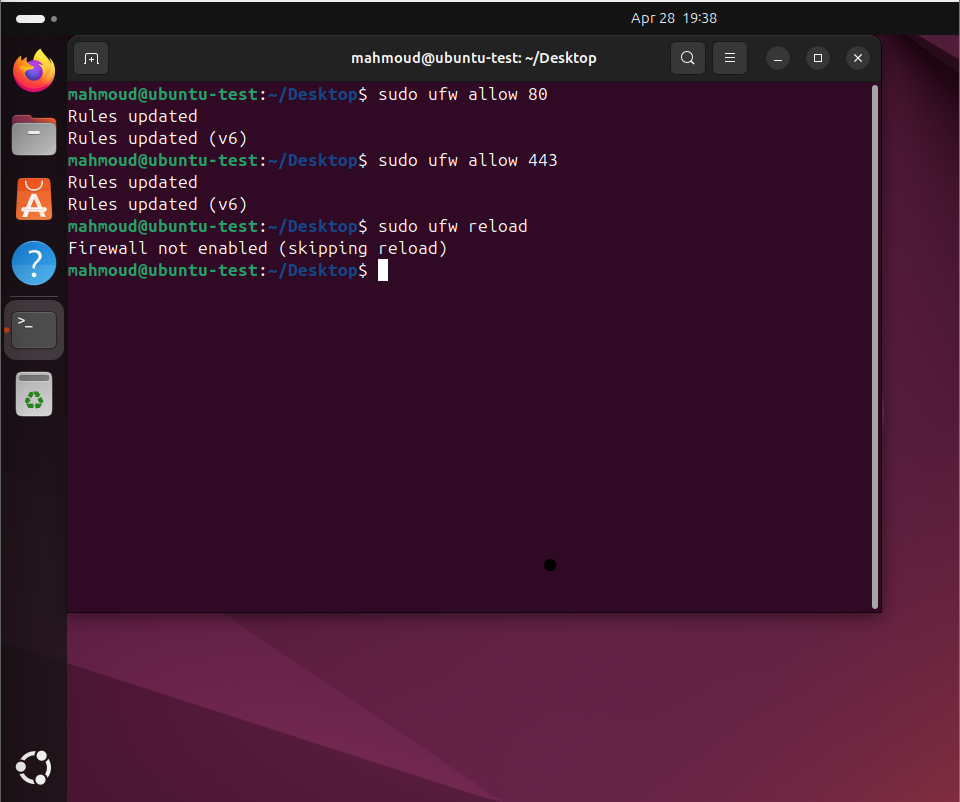 Apr 28 19:38
mahmoud@ubuntu-test: ~/Desktop
mahmoud@ubuntu-test:~/Desktop$ sudo ufw allow 80
Rules updated
Rules updated (v6)
mahmoud@ubuntu-test:~/Desktop$ sudo ufw allow 443
Rules updated
Rules updated (v6)
mahmoud@ubuntu-test:~/Desktop$ sudo ufw reload
Firewall not enabled (skipping reload)
mahmoud@ubuntu-test:~/Desktop$